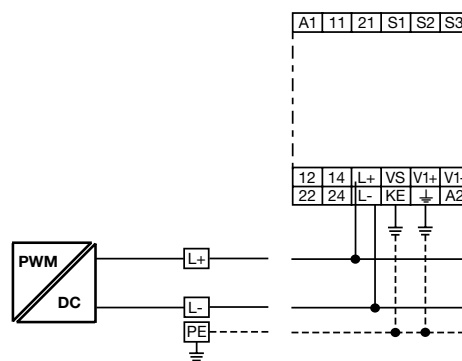 A1 11 21 S1 S2 S3
12 14 L+ VS V1+ V1-
22 24 L- KE A2
PWM
DC
L+
L-
PE